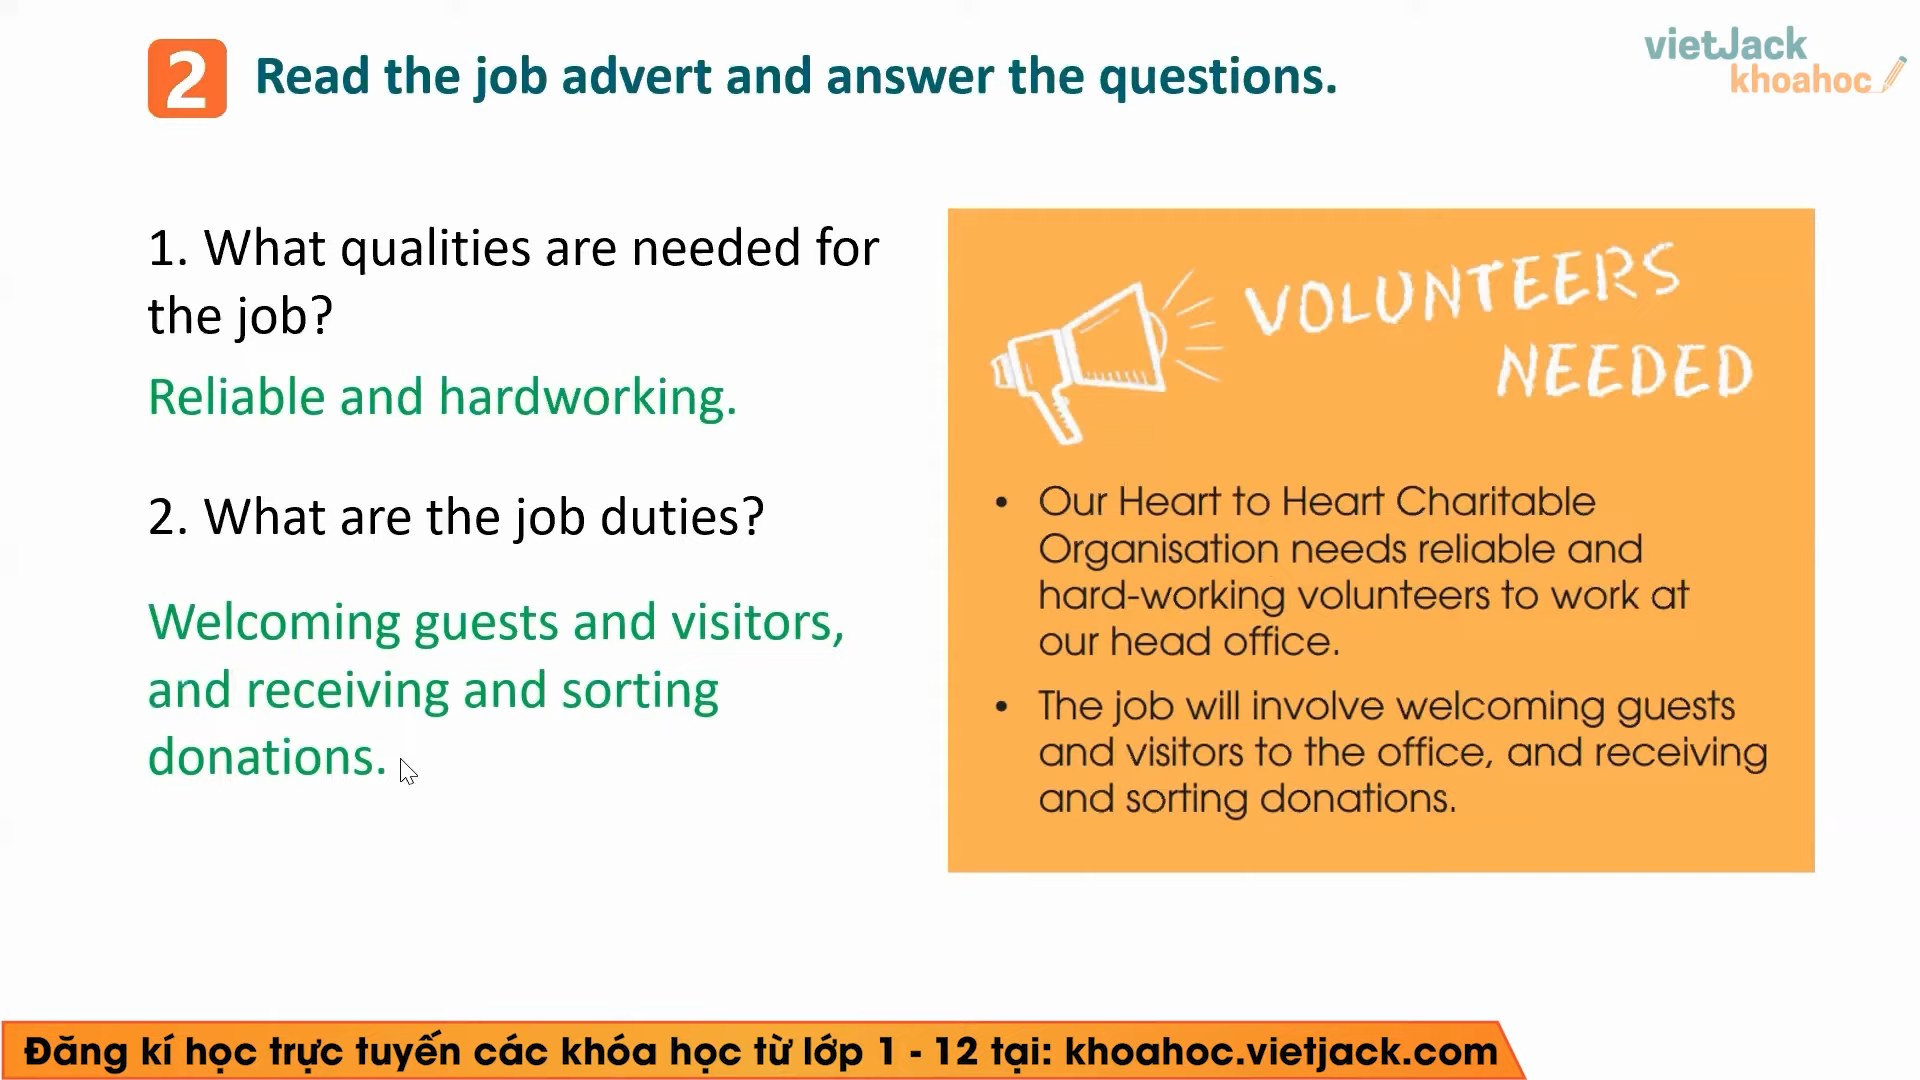 2 Read the job advert and answer the questions.
vietJack
khoahoc
1. What qualities are needed for
the job?
Reliable and hardworking.
2. What are the job duties?
Welcoming guests and visitors,
and receiving and sorting
donations.
VOLUNTEERS
NEEDED
• Our Heart to Heart Charitable
Organisation needs reliable and
hard-working volunteers to work at
our head office.
• The job will involve welcoming guests
and visitors to the office, and receiving
and sorting donations.
Đăng kí học trực tuyến các khóa học từ lớp 1 - 12 tại: khoahoc.vietjack.com